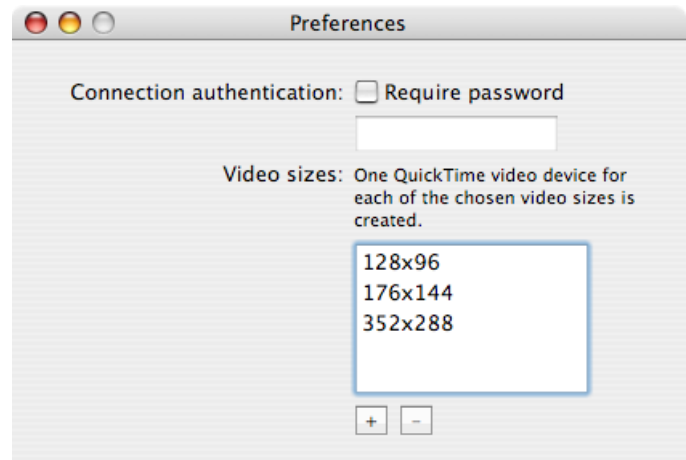 Preferences
Connection authentication: Require password
Video sizes: One QuickTime video device for
each of the chosen video sizes is
created.
128x96
176x144
352x288
+ -